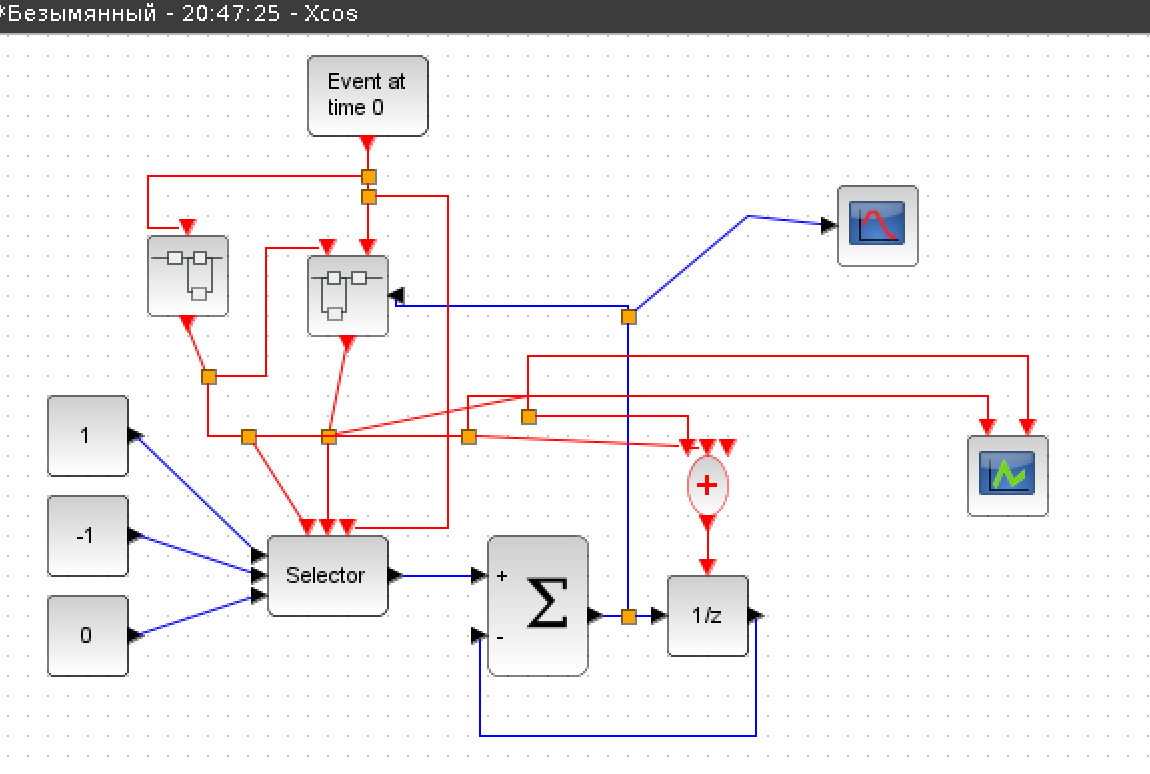 *Безымянный - 20:47:25 - Xcos
Event at
time 0
1
-1
0
Selector
+
-
Σ
+
1/z